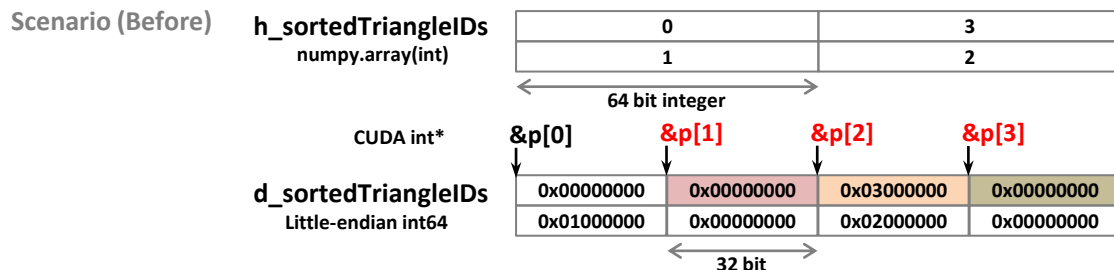 Scenario (Before)
h_sortedTriangleIDs
numpy.array(int)
0 3
1 2
64 bit integer
CUDA int*
&p[0] &p[1] &p[2] &p[3]
d_sortedTriangleIDs
Little-endian int64
0x00000000 0x00000000 0x03000000 0x00000000
0x01000000 0x00000000 0x02000000 0x00000000
32 bit